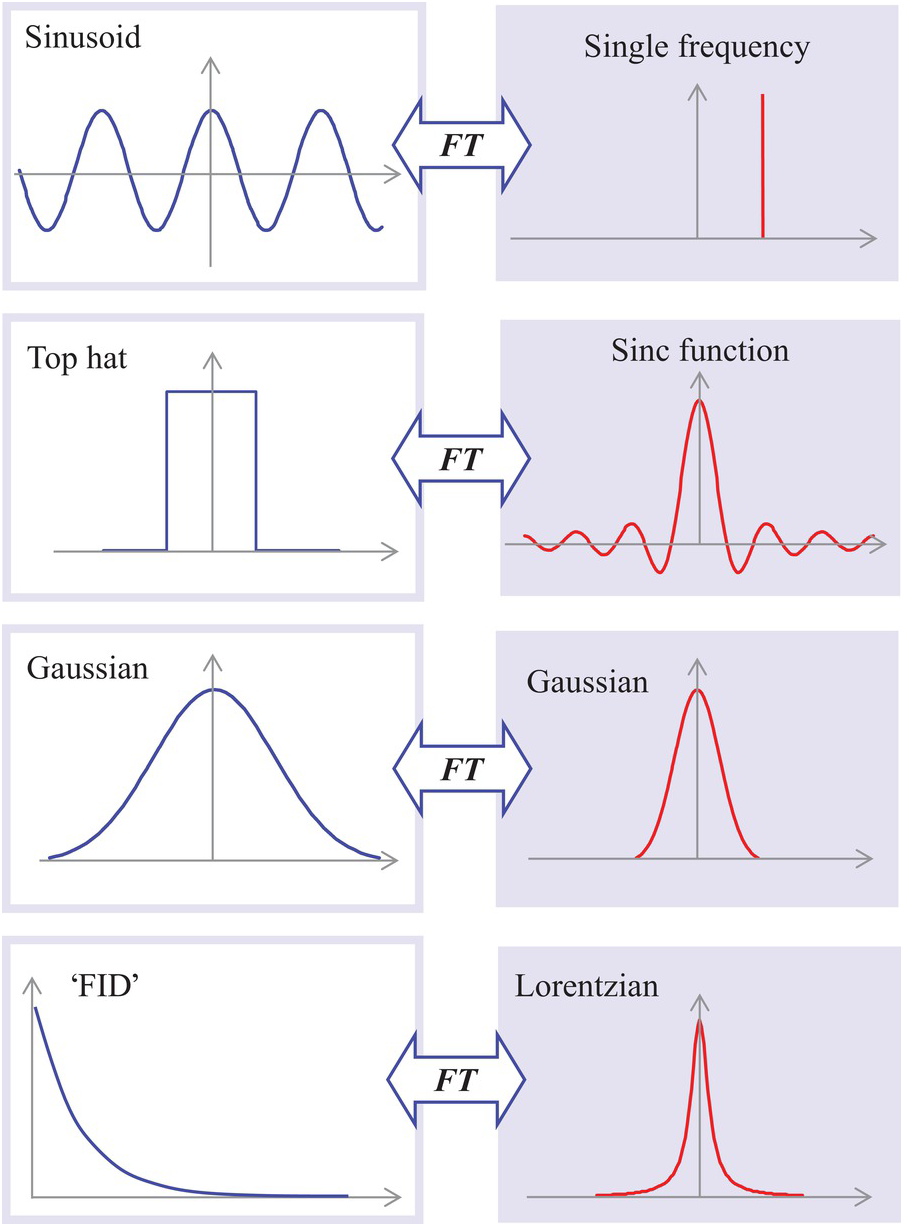 Sinusoid
FT
Single frequency
Top hat
FT
Sinc function
Gaussian
FT
Gaussian
‘FID’
FT
Lorentzian